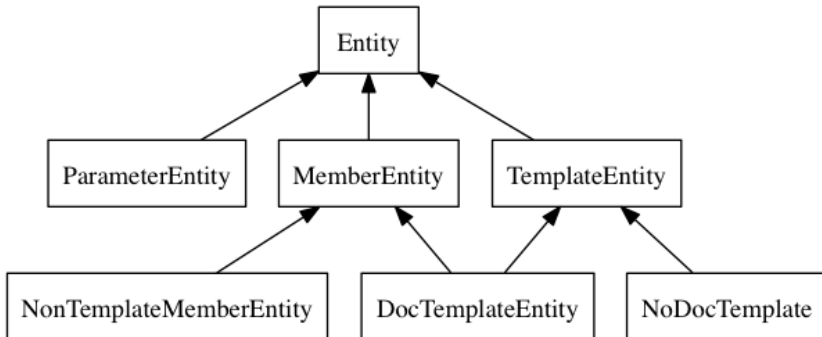 Entity
ParameterEntity
MemberEntity
TemplateEntity
NonTemplateMemberEntity
DocTemplateEntity
NoDocTemplate